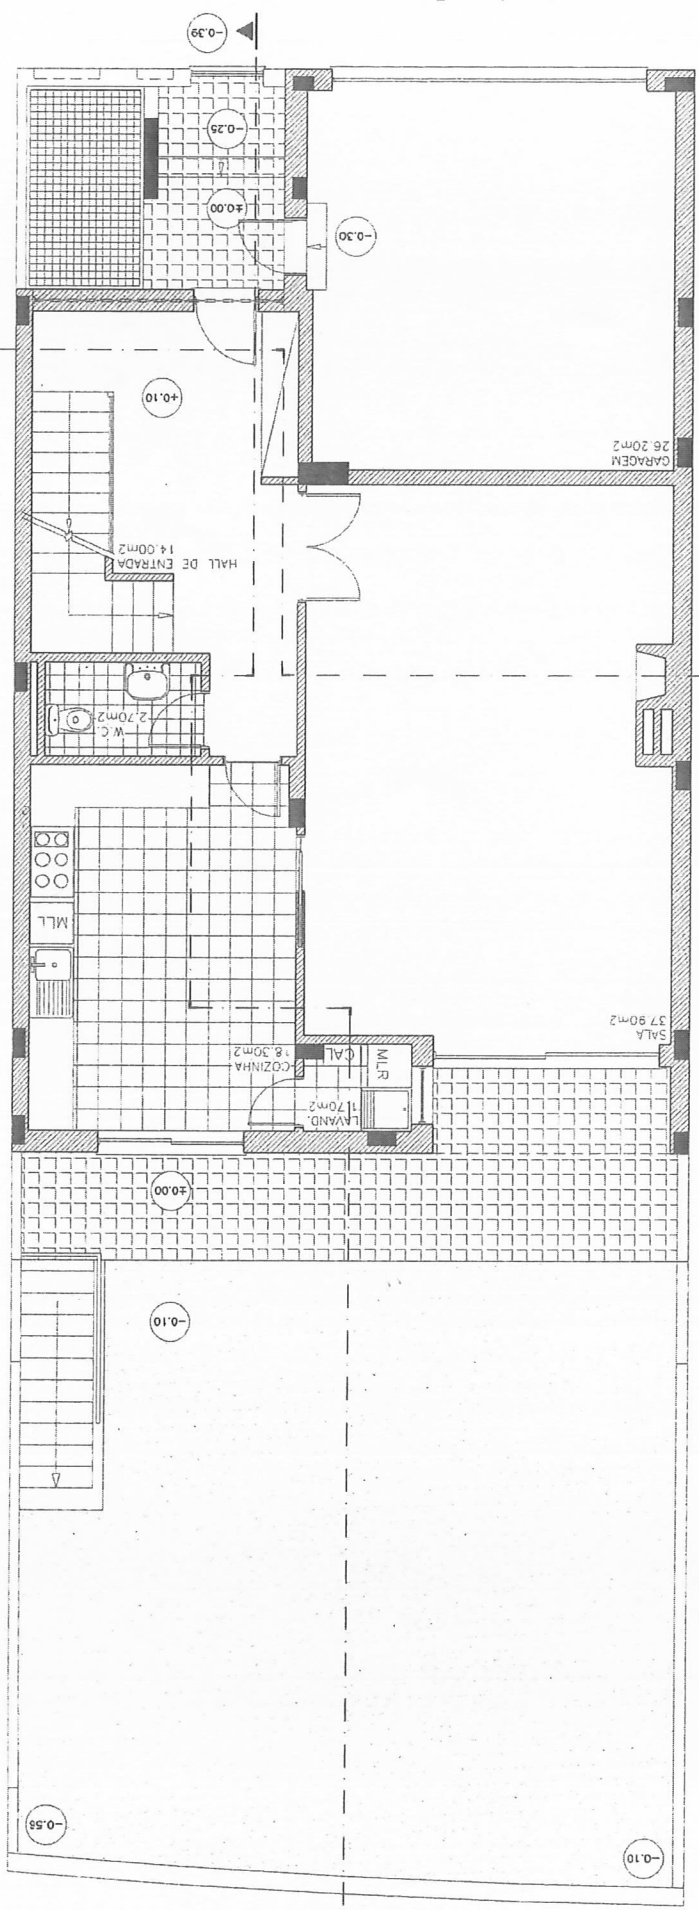 -0.39
-0.25
±0.00
-0.30
+0.10
GARAGEM
26.20m2
HALL DE ENTRADA
14.00m2
W.C.
2.70m2
MLL
SALA
37.90m2
COZINHA
18.30m2
CAL
MLR
LAVAND.
1.70m2
±0.00
-0.10
-0.56
-0.10